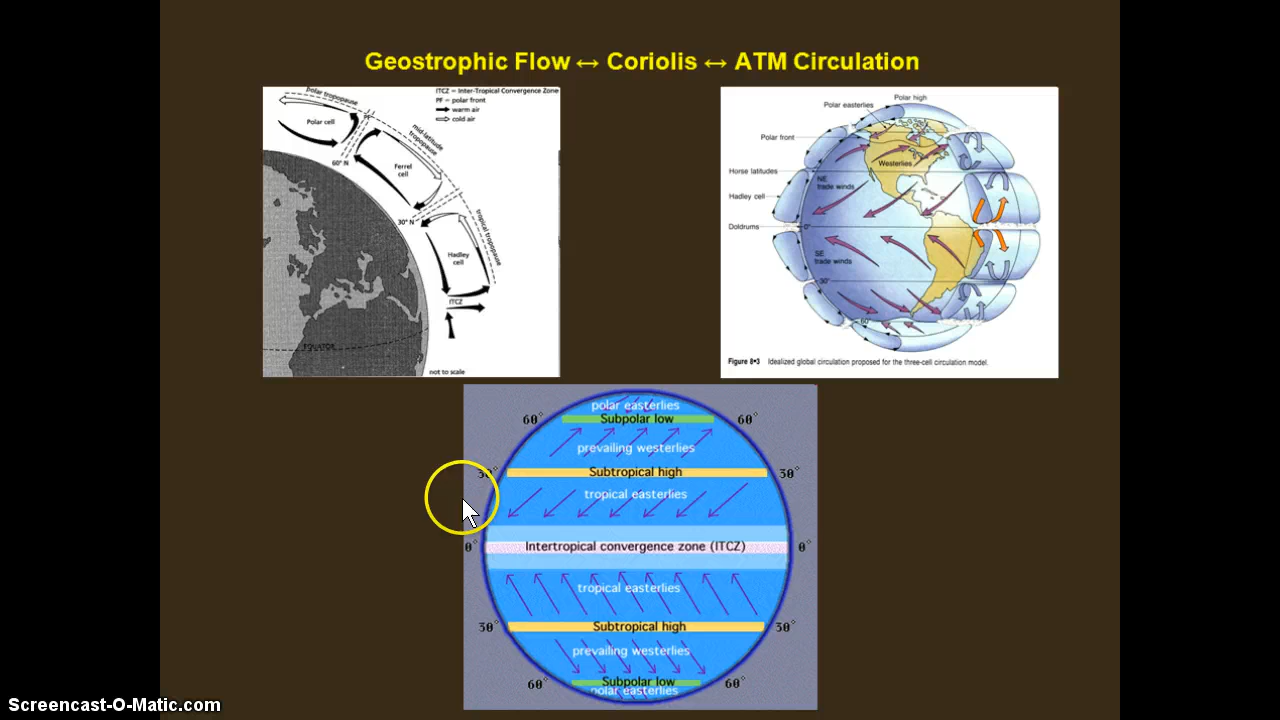 Geostrophic Flow ↔ Coriolis ↔ ATM Circulation
ITCZ = Inter-Tropical Convergence Zone
PF = polar front
warm air
cold air
polar tropopause
PF
Polar cell
mid-latitude
tropopause
60° N
Ferrel
cell
30° N
tropical tropopause
Hadley
cell
ITCZ
EQUATOR
not to scale
Polar high
Polar easterlies
Polar front
Westerlies
Horse latitudes
NE
trade winds
Hadley cell
Doldrums
0°
SE
trade winds
30°
60°
Figure 8•3 Idealized global circulation proposed for the three-cell circulation model.
polar easterlies
60° Subpolar low 60°
prevailing westerlies
30° Subtropical high 30°
tropical easterlies
0° Intertropical convergence zone (ITCZ) 0°
tropical easterlies
30° Subtropical high 30°
prevailing westerlies
60° Subpolar low 60°
polar easterlies
Screencast-O-Matic.com